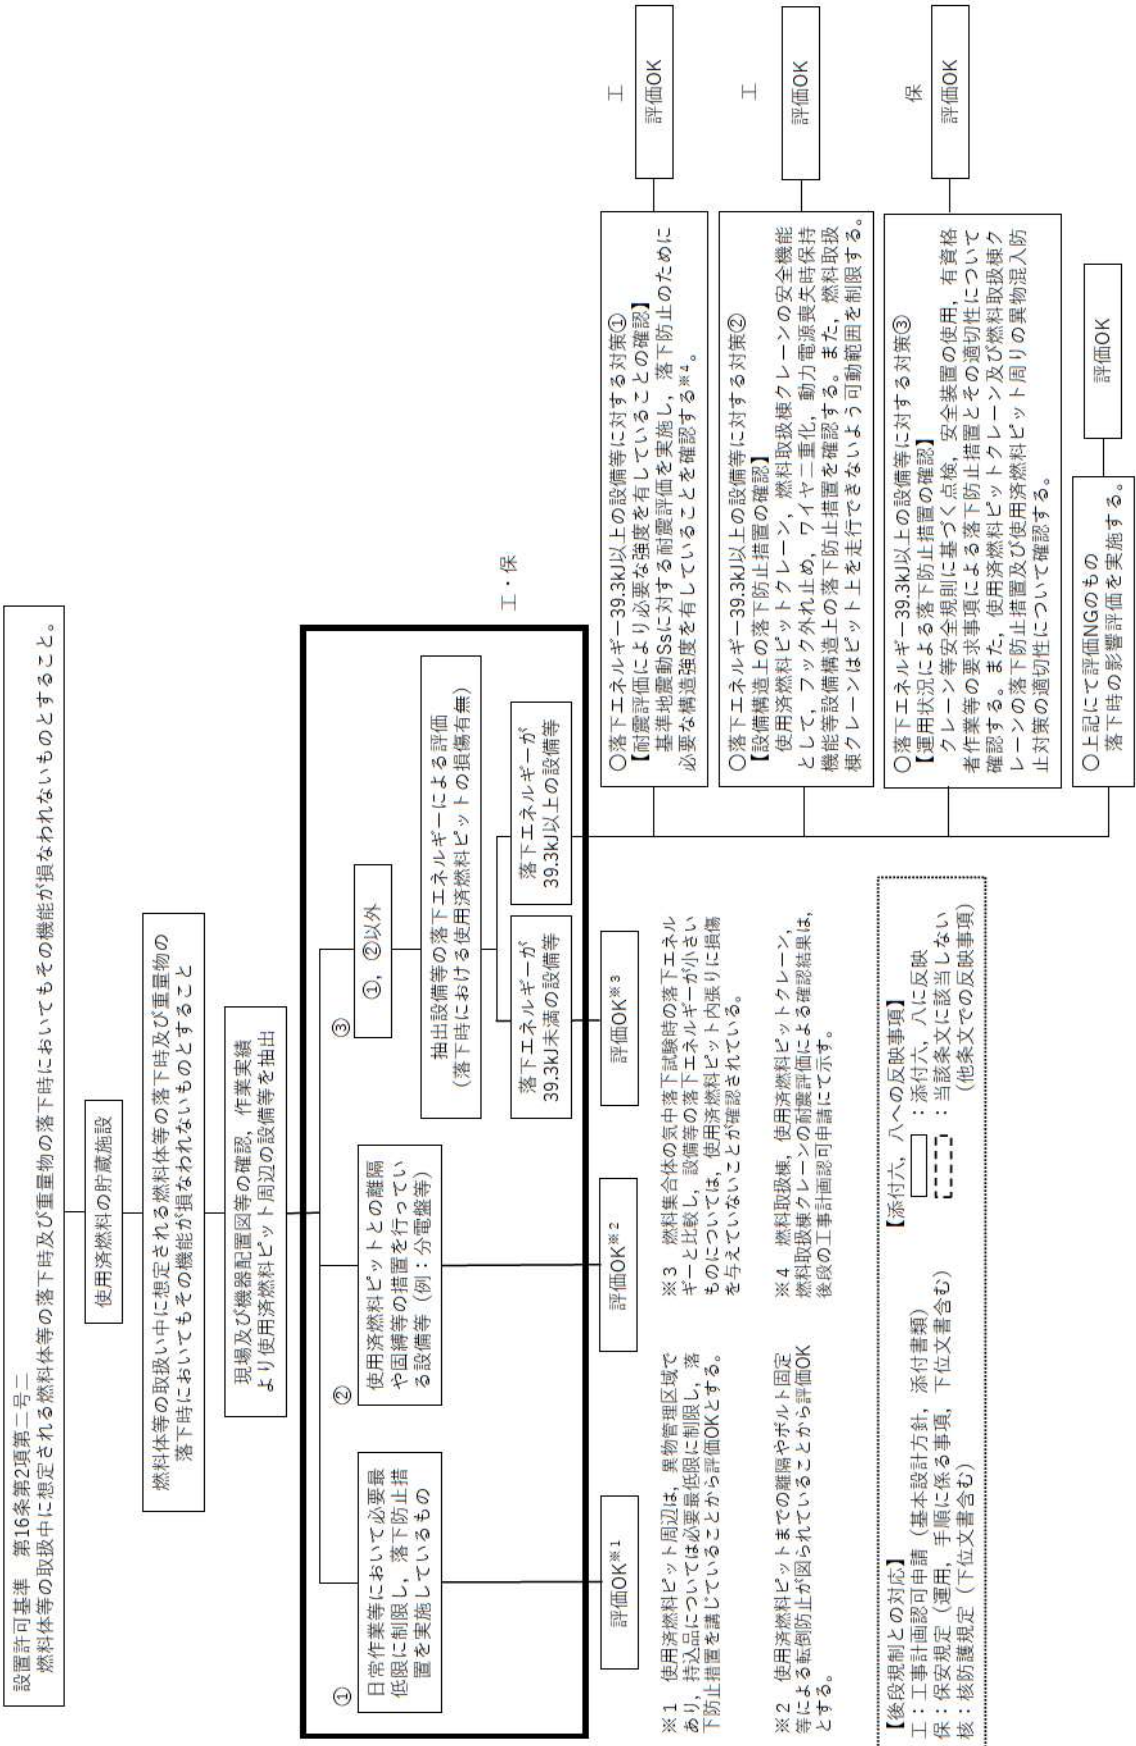 設置許可基準　第16条第2項第二号ニ
燃料体等の取扱中に想定される燃料体等の落下時及び重量物の落下時においてもその機能が損なわれないものとすること。
使用済燃料の貯蔵施設
燃料体等の取扱い中に想定される燃料体等の落下時及び重量物の
落下時においてもその機能が損なわれないものとすること
現場及び機器配置図等の確認，作業実績
より使用済燃料ピット周辺の設備等を抽出
①
日常作業等において必要最
低限に制限し，落下防止措
置を実施しているもの
②
使用済燃料ピットとの離隔
や固縛等の措置を行ってい
る設備等（例：分電盤等）
③
①，②以外
抽出設備等の落下エネルギーによる評価
（落下時における使用済燃料ピットの損傷有無）
落下エネルギーが
39.3kJ未満の設備等
落下エネルギーが
39.3kJ以上の設備等
工・保
評価OK※1
評価OK※2
評価OK※3
〇落下エネルギー39.3kJ以上の設備等に対する対策①
【耐震評価により必要な強度を有していることの確認】
基準地震動Ssに対する耐震評価を実施し，落下防止のために
必要な構造強度を有していることを確認する※4。
工
評価OK
〇落下エネルギー39.3kJ以上の設備等に対する対策②
【設備構造上の落下防止措置の確認】
使用済燃料ピットクレーン，燃料取扱棟クレーンの安全機能
として，フック外れ止め，ワイヤ二重化，動力電源喪失時保持
機能等設備構造上の落下防止措置を確認する。また，燃料取扱
棟クレーンはピット上を走行できないよう可動範囲を制限する。
工
評価OK
〇落下エネルギー39.3kJ以上の設備等に対する対策③
【運用状況による落下防止措置の確認】
クレーン等安全規則に基づく点検，安全装置の使用，有資格
者作業等の要求事項による落下防止措置とその適切性について
確認する。また，使用済燃料ピットクレーン及び燃料取扱棟ク
レーンの落下防止措置及び使用済燃料ピット周りの異物混入防
止対策の適切性について確認する。
保
評価OK
〇上記にて評価NGのもの
落下時の影響評価を実施する。
評価OK
※1　使用済燃料ピット周辺は，異物管理区域で
あり，持込品については必要最低限に制限し，落
下防止措置を講じていることから評価OKとする。
※2　使用済燃料ピットまでの離隔やボルト固定
等による転倒防止が図られていることから評価OK
とする。
※3　燃料集合体の気中落下試験時の落下エネル
ギーと比較し，設備等の落下エネルギーが小さい
ものについては，使用済燃料ピット内張りに損傷
を与えていないことが確認されている。
※4　燃料取扱棟，使用済燃料ピットクレーン，
燃料取扱棟クレーンの耐震評価による確認結果は，
後段の工事計画認可申請にて示す。
【後段規制との対応】
工：工事計画認可申請（基本設計方針，添付書類）
保：保安規定（運用，手順に係る事項，下位文書含む）
核：核防護規定（下位文書含む）
【添付六，八への反映事項】
：添付六，八に反映
：当該条文に該当しない
（他条文での反映事項）